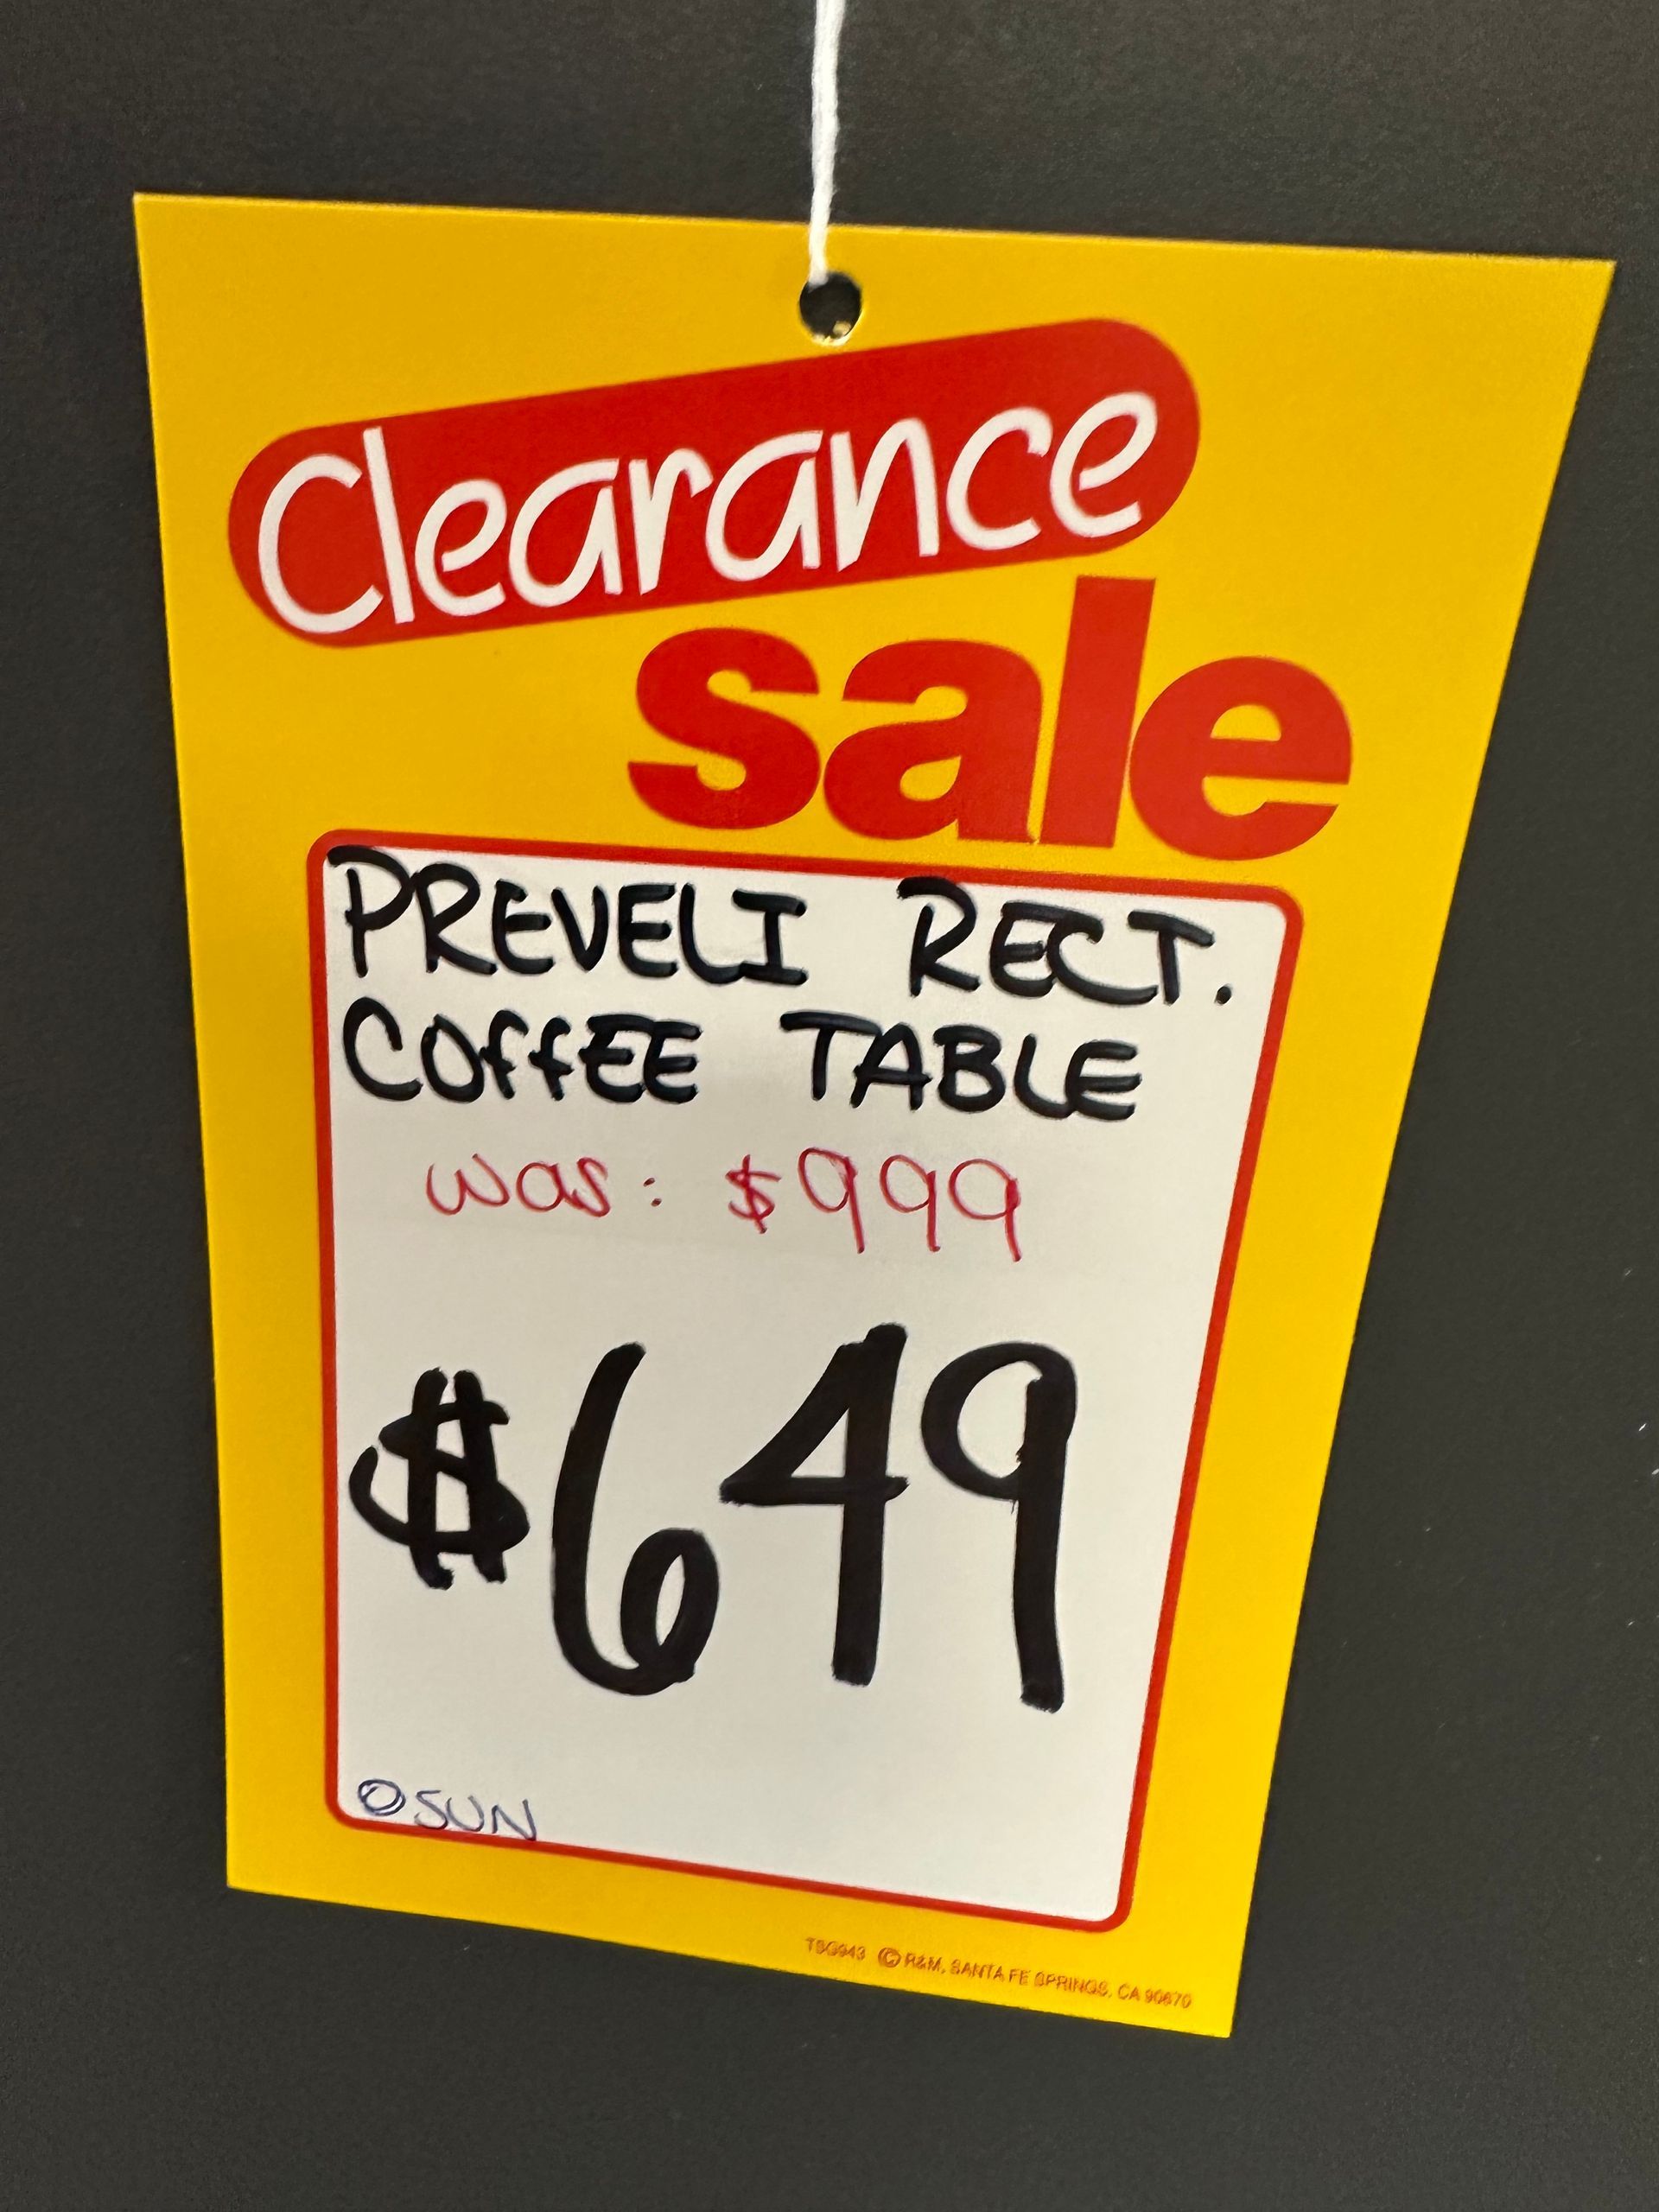 Clearance
sale
PREVELI RECT.
COffEE TABLE
was: $999
$649
SUN
TSG943 © R&M, SANTA FE SPRINGS, CA 90670